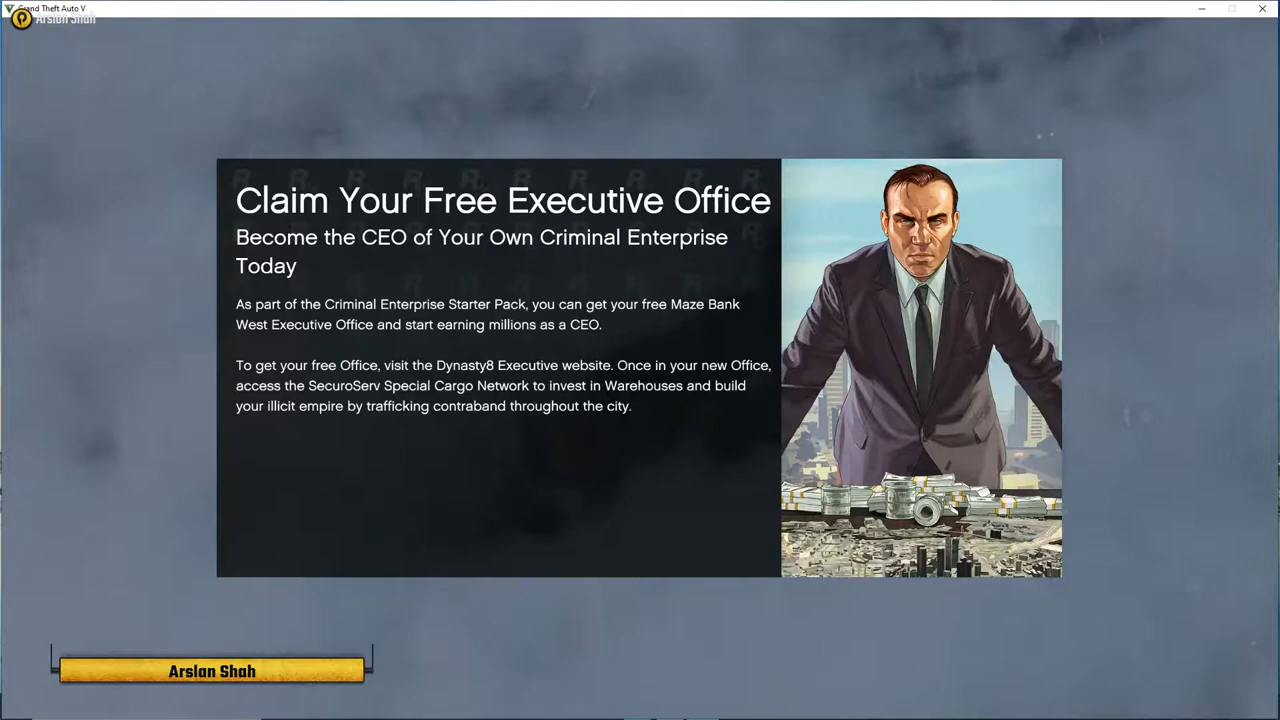 Grand Theft Auto V
Arslan Shah
Claim Your Free Executive Office
Become the CEO of Your Own Criminal Enterprise
Today
As part of the Criminal Enterprise Starter Pack, you can get your free Maze Bank
West Executive Office and start earning millions as a CEO.
To get your free Office, visit the Dynasty8 Executive website. Once in your new Office,
access the SecuroServ Special Cargo Network to invest in Warehouses and build
your illicit empire by trafficking contraband throughout the city.
Arslan Shah